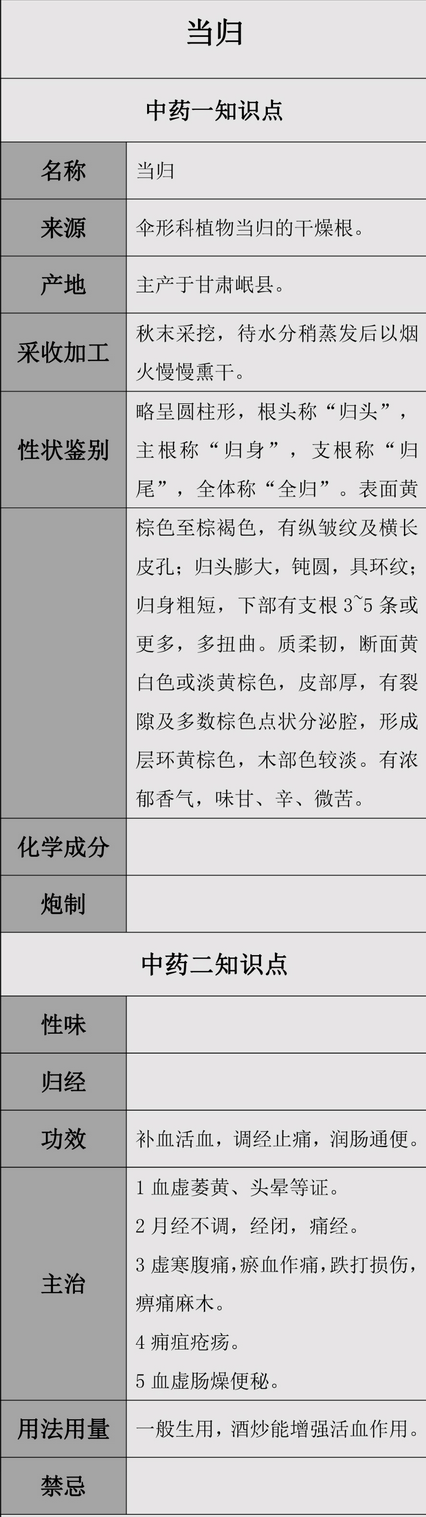 当归
中药一知识点
名称
当归
来源
伞形科植物当归的干燥根。
产地
主产于甘肃岷县。
采收加工
秋末采挖，待水分稍蒸发后以烟
火慢慢熏干。
性状鉴别
略呈圆柱形，根头称“归头”，
主根称“归身”，支根称“归
尾”，全体称“全归”。表面黄
棕色至棕褐色，有纵皱纹及横长
皮孔；归头膨大，钝圆，具环纹；
归身粗短，下部有支根 3~5 条或
更多，多扭曲。质柔韧，断面黄
白色或淡黄棕色，皮部厚，有裂
隙及多数棕色点状分泌腔，形成
层环黄棕色，木部色较淡。有浓
郁香气，味甘、辛、微苦。
化学成分
炮制
中药二知识点
性味
归经
功效
补血活血，调经止痛，润肠通便。
主治
1 血虚萎黄、头晕等证。
2 月经不调，经闭，痛经。
3 虚寒腹痛，瘀血作痛，跌打损伤，
痹痛麻木。
4 痈疽疮疡。
5 血虚肠燥便秘。
用法用量
一般生用，酒炒能增强活血作用。
禁忌